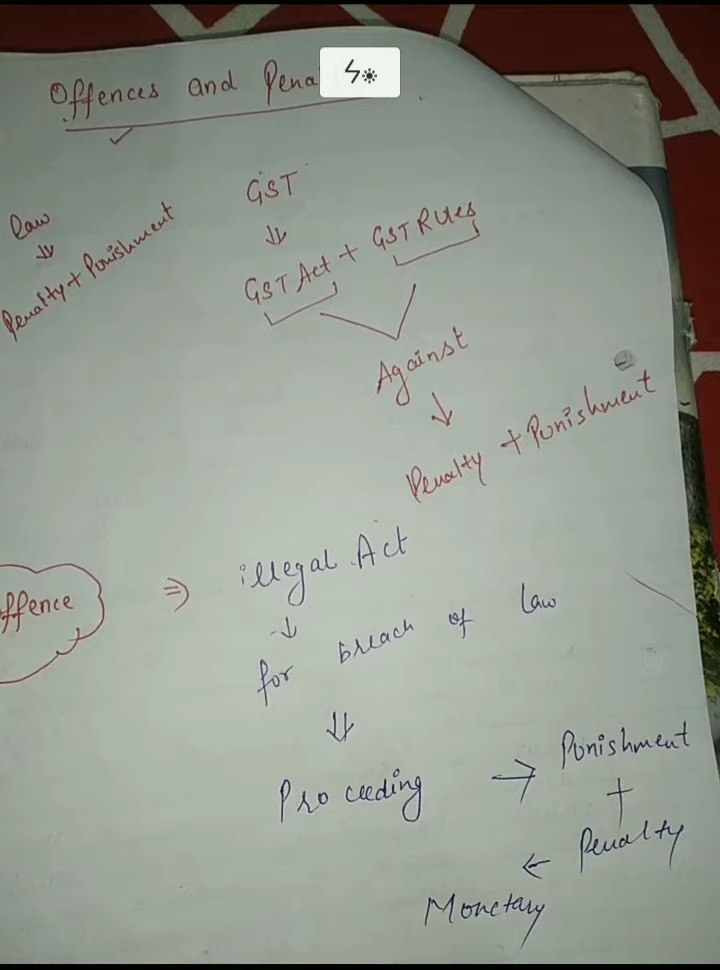 Offences and Pena
Law
⇓
Penalty + Punishment
GST
⇓
GST Act + GST Rules
Against
↓
Penalty + Punishment
ffence ⇒ illegal Act
↓
for breach of law
⇓
Proceeding → Punishment
+
← Penalty
Monetary